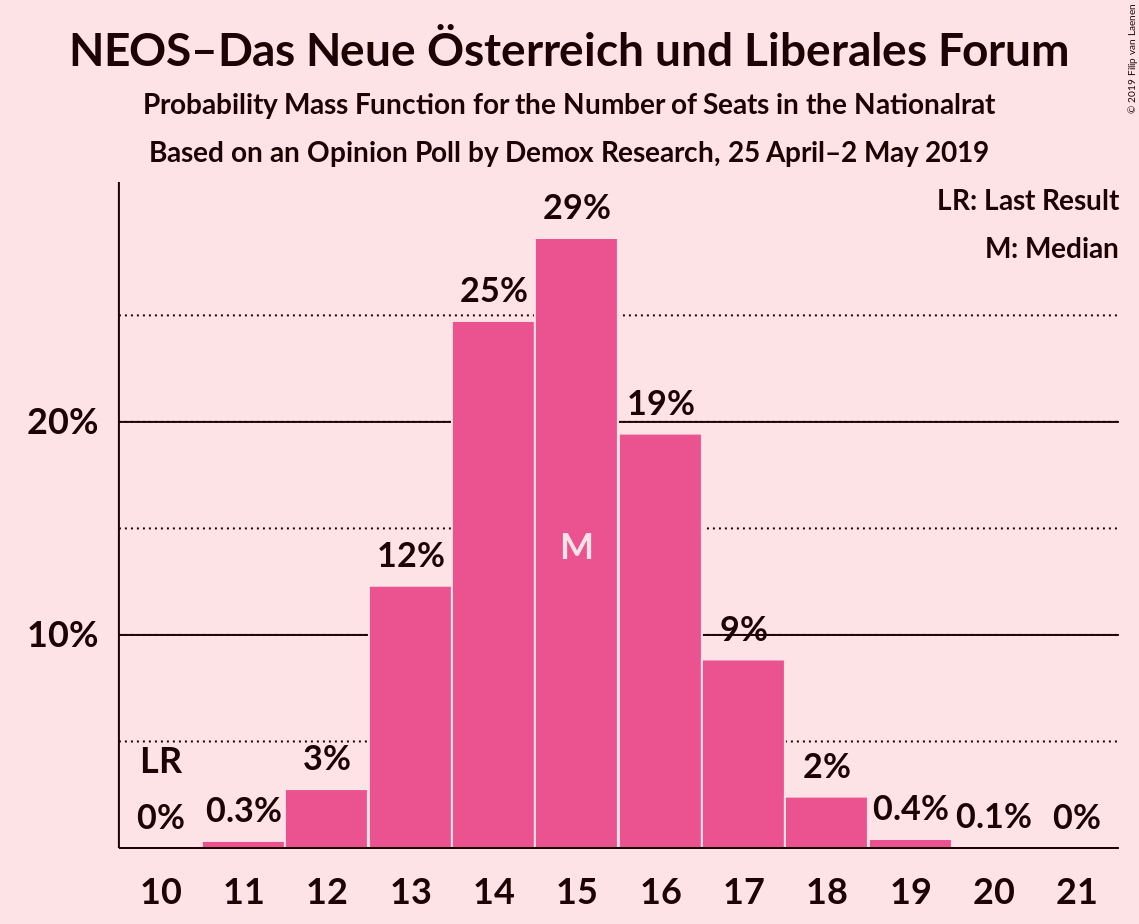 NEOS–Das Neue Österreich und Liberales Forum
Probability Mass Function for the Number of Seats in the Nationalrat
Based on an Opinion Poll by Demox Research, 25 April–2 May 2019
© 2019 Filip van Laenen
LR: Last Result
M: Median
29%
25%
20%
19%
M
12%
10%
9%
LR
3%
2%
0%
0.3%
0.4%
0.1%
0%
10 11 12 13 14 15 16 17 18 19 20 21